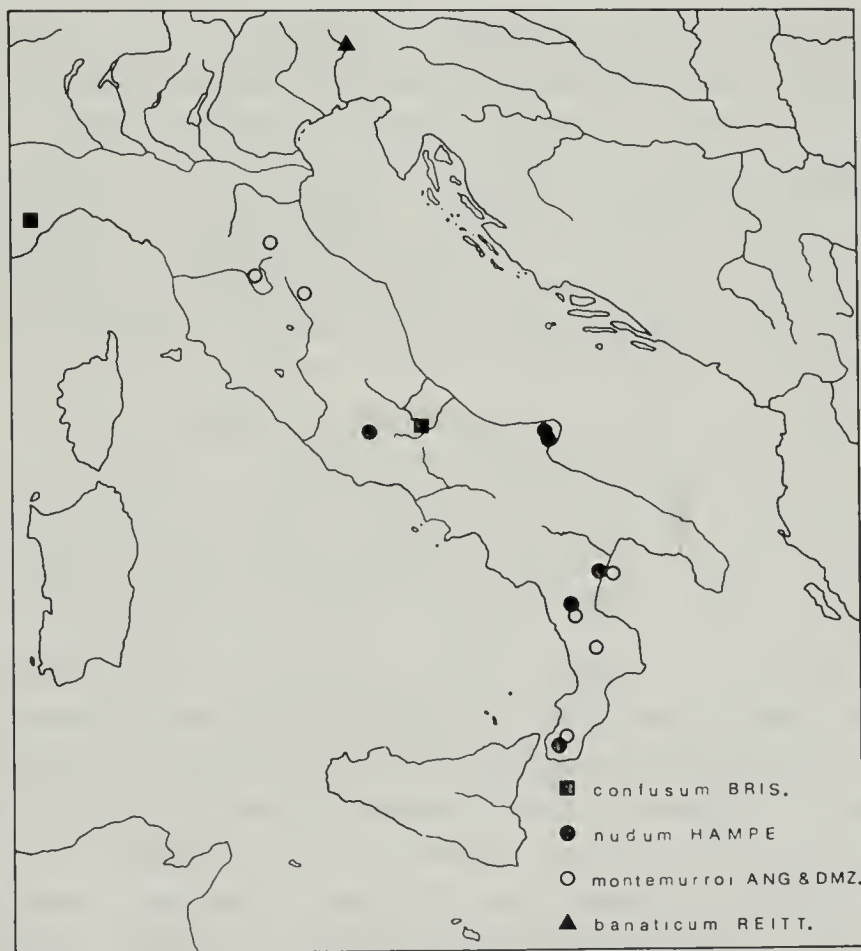 confusum BRIS.
nudum HAMPE
montemurroi ANG & DMZ.
banaticum REITT.